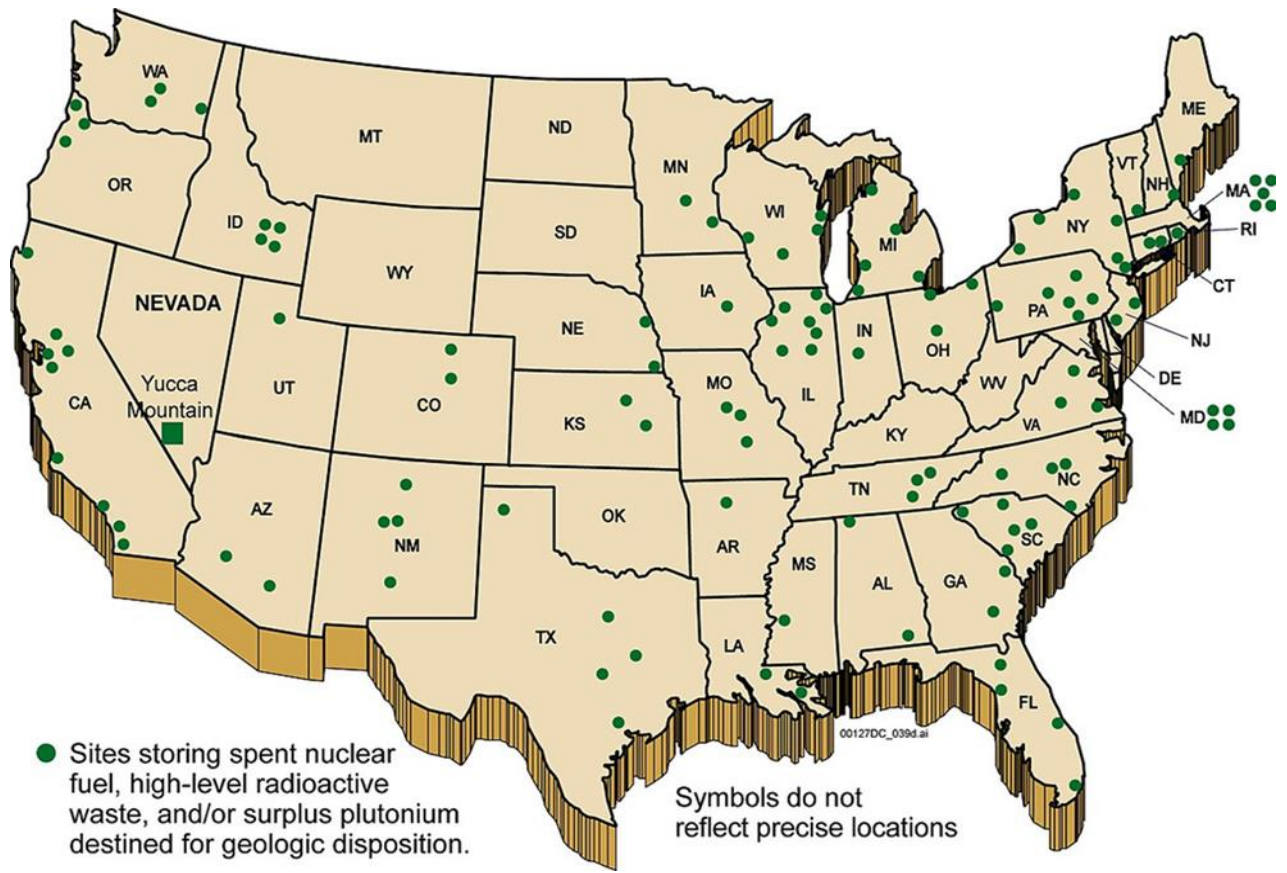 WA
MT
ND
MN
ME
VT
NH
MA
OR
ID
SD
WI
MI
NY
RI
WY
CT
NEVADA
IA
PA
NE
NJ
IN
OH
UT
CO
IL
WV
DE
Yucca
Mountain
CA
KS
MO
KY
VA
MD
TN
NC
AZ
NM
OK
AR
SC
MS
AL
GA
TX
LA
FL
00127DC_039d.ai
Sites storing spent nuclear
fuel, high-level radioactive
waste, and/or surplus plutonium
destined for geologic disposition.
Symbols do not
reflect precise locations